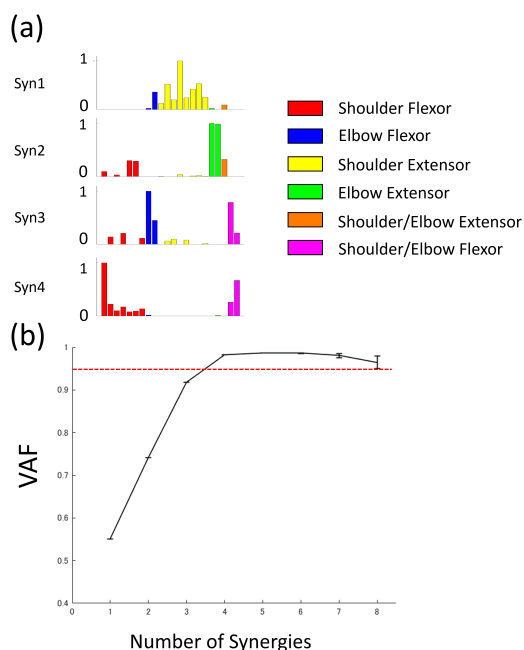 (a)
Syn1
1
0
Syn2
1
0
Syn3
1
0
Syn4
1
0
Shoulder Flexor
Elbow Flexor
Shoulder Extensor
Elbow Extensor
Shoulder/Elbow Extensor
Shoulder/Elbow Flexor
(b)
VAF
1
0.9
0.8
0.7
0.6
0.5
0.4
0 1 2 3 4 5 6 7 8
Number of Synergies